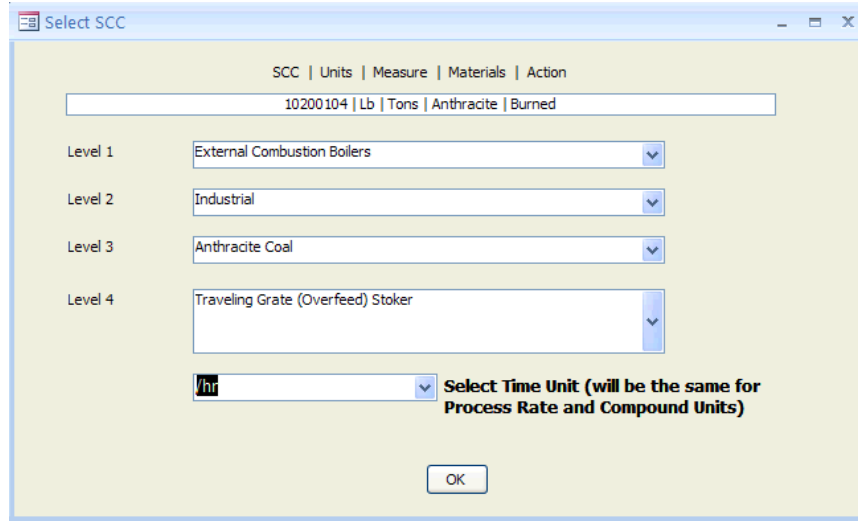 Select SCC
SCC | Units | Measure | Materials | Action
10200104 | Lb | Tons | Anthracite | Burned
Level 1 External Combustion Boilers
Level 2 Industrial
Level 3 Anthracite Coal
Level 4 Traveling Grate (Overfeed) Stoker
/hr Select Time Unit (will be the same for
Process Rate and Compound Units)
OK